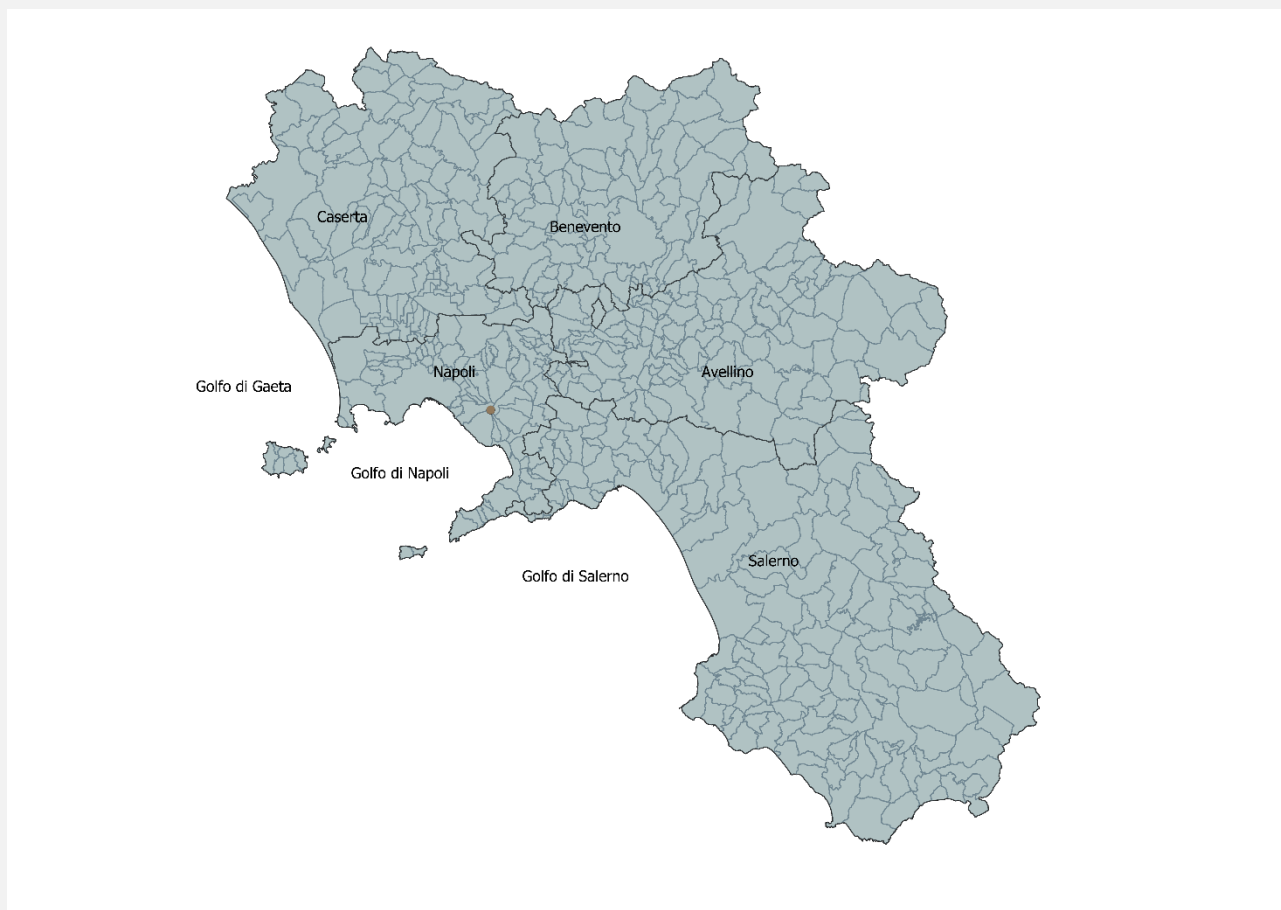 Caserta
Benevento
Napoli
Avellino
Golfo di Gaeta
Golfo di Napoli
Salerno
Golfo di Salerno